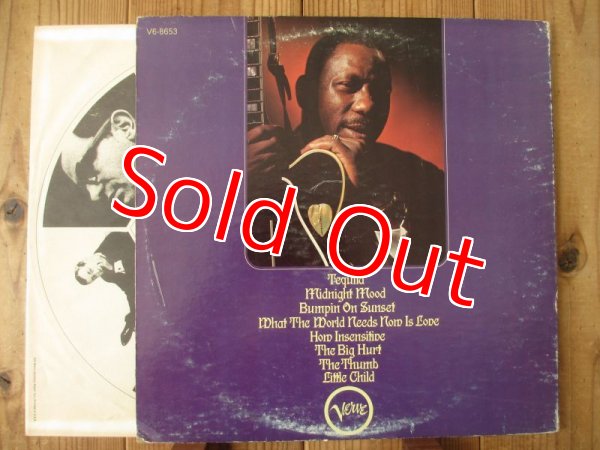 V6-8653
Sold Out
Tequila
Midnight Mood
Bumpin On Sunset
What The World Needs Now Is Love
How Insensitive
The Big Hurt
The Thumb
Little Child
Verve